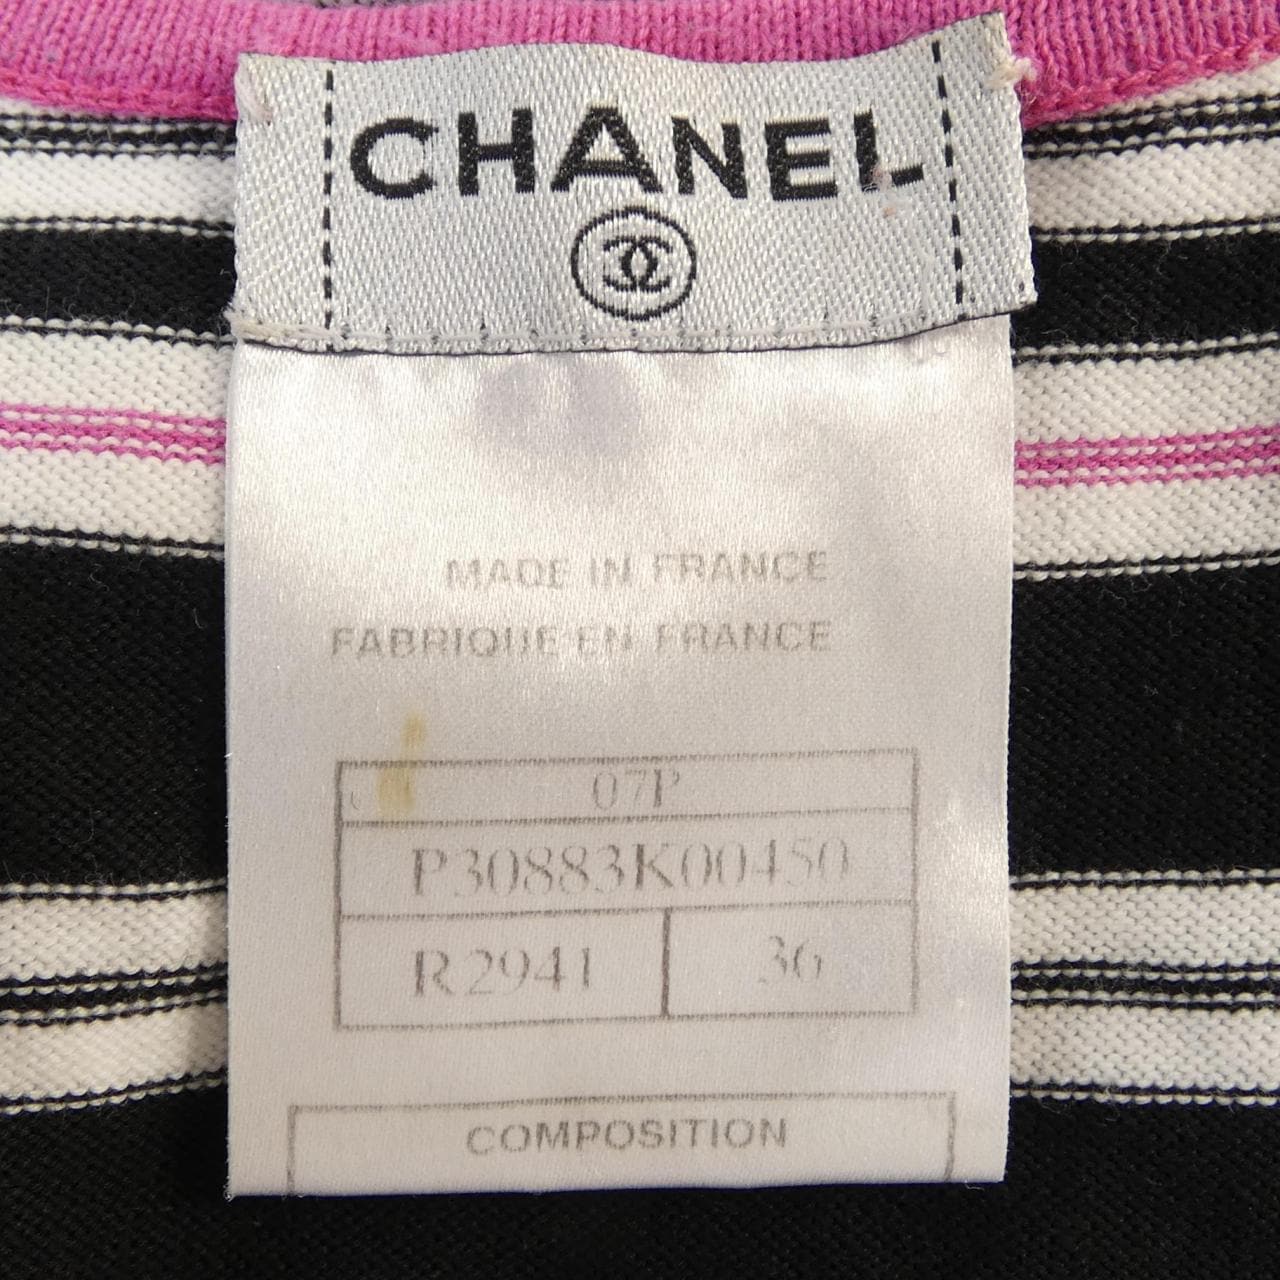 CHANEL
MADE IN FRANCE
FABRIQUE EN FRANCE
07P
P30883K00450
R2941 36
COMPOSITION